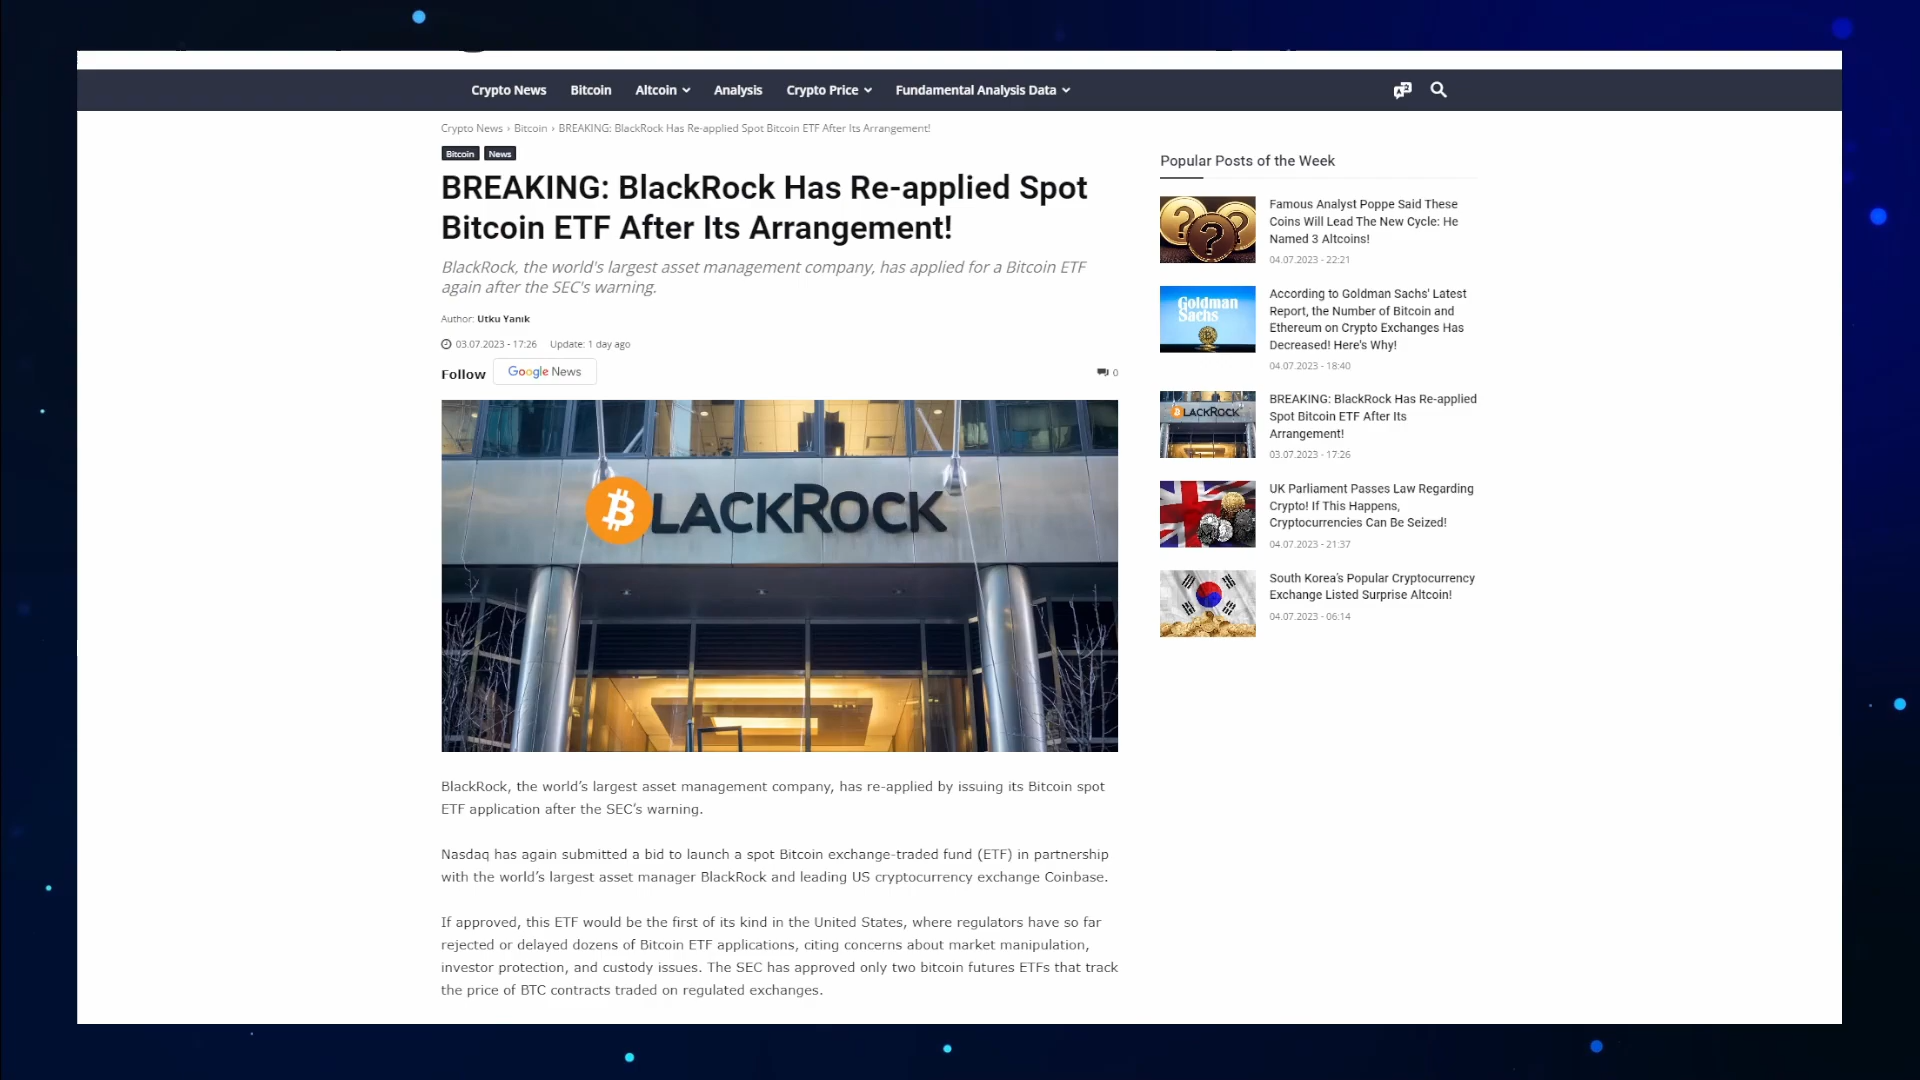 Crypto News Bitcoin Altcoin Analysis Crypto Price Fundamental Analysis Data
Crypto News › Bitcoin › BREAKING: BlackRock Has Re-applied Spot Bitcoin ETF After Its Arrangement!
Bitcoin News
BREAKING: BlackRock Has Re-applied Spot
Bitcoin ETF After Its Arrangement!
BlackRock, the world's largest asset management company, has applied for a Bitcoin ETF
again after the SEC's warning.
Author: Utku Yanık
03.07.2023 - 17:26 Update: 1 day ago
Follow Google News
0
LACKROCK
BlackRock, the world’s largest asset management company, has re-applied by issuing its Bitcoin spot
ETF application after the SEC’s warning.
Nasdaq has again submitted a bid to launch a spot Bitcoin exchange-traded fund (ETF) in partnership
with the world’s largest asset manager BlackRock and leading US cryptocurrency exchange Coinbase.
If approved, this ETF would be the first of its kind in the United States, where regulators have so far
rejected or delayed dozens of Bitcoin ETF applications, citing concerns about market manipulation,
investor protection, and custody issues. The SEC has approved only two bitcoin futures ETFs that track
the price of BTC contracts traded on regulated exchanges.
Popular Posts of the Week
Famous Analyst Poppe Said These
Coins Will Lead The New Cycle: He
Named 3 Altcoins!
04.07.2023 - 22:21
Goldman
Sachs
According to Goldman Sachs' Latest
Report, the Number of Bitcoin and
Ethereum on Crypto Exchanges Has
Decreased! Here's Why!
04.07.2023 - 18:40
LACKROCK
BREAKING: BlackRock Has Re-applied
Spot Bitcoin ETF After Its
Arrangement!
03.07.2023 - 17:26
UK Parliament Passes Law Regarding
Crypto! If This Happens,
Cryptocurrencies Can Be Seized!
04.07.2023 - 21:37
South Korea’s Popular Cryptocurrency
Exchange Listed Surprise Altcoin!
04.07.2023 - 06:14